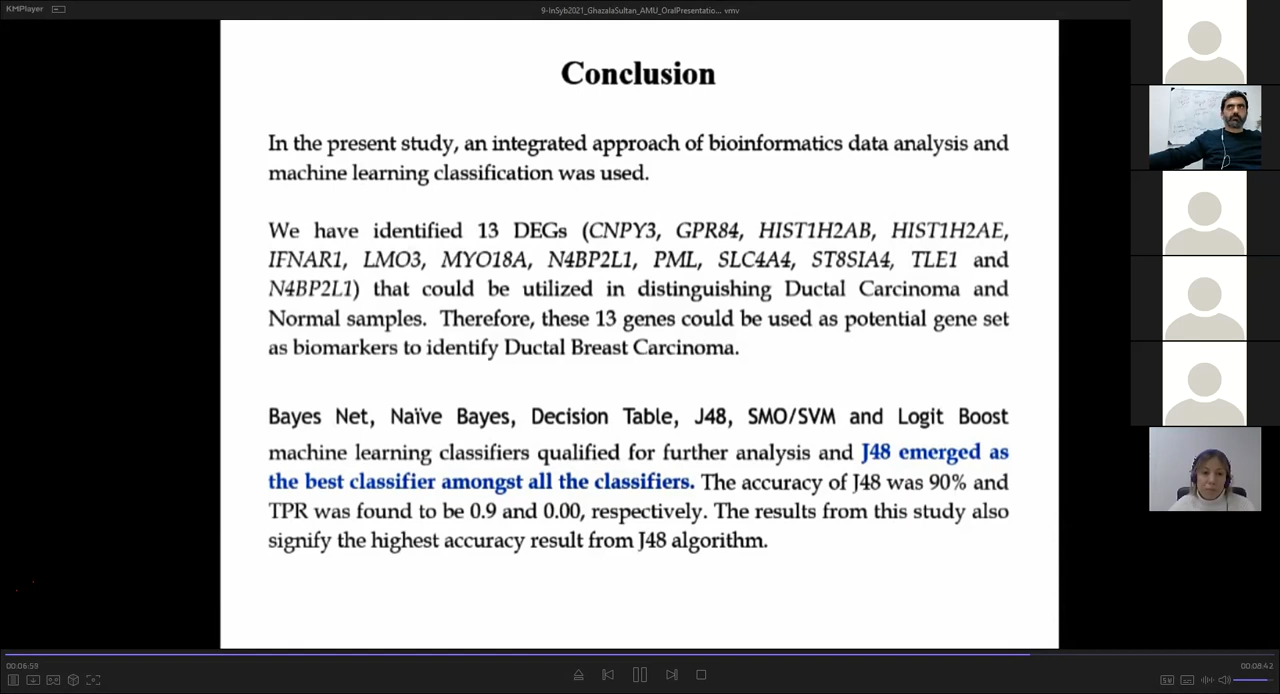 KMPlayer
9-InSyb2021_GhazalaSultan_AMU_OralPresentatio... vmv
Conclusion
In the present study, an integrated approach of bioinformatics data analysis and
machine learning classification was used.
We have identified 13 DEGs (CNPY3, GPR84, HIST1H2AB, HIST1H2AE,
IFNAR1, LMO3, MYO18A, N4BP2L1, PML, SLC4A4, ST8SIA4, TLE1 and
N4BP2L1) that could be utilized in distinguishing Ductal Carcinoma and
Normal samples. Therefore, these 13 genes could be used as potential gene set
as biomarkers to identify Ductal Breast Carcinoma.
Bayes Net, Naïve Bayes, Decision Table, J48, SMO/SVM and Logit Boost
machine learning classifiers qualified for further analysis and J48 emerged as
the best classifier amongst all the classifiers. The accuracy of J48 was 90% and
TPR was found to be 0.9 and 0.00, respectively. The results from this study also
signify the highest accuracy result from J48 algorithm.
00:06:59
00:08:42